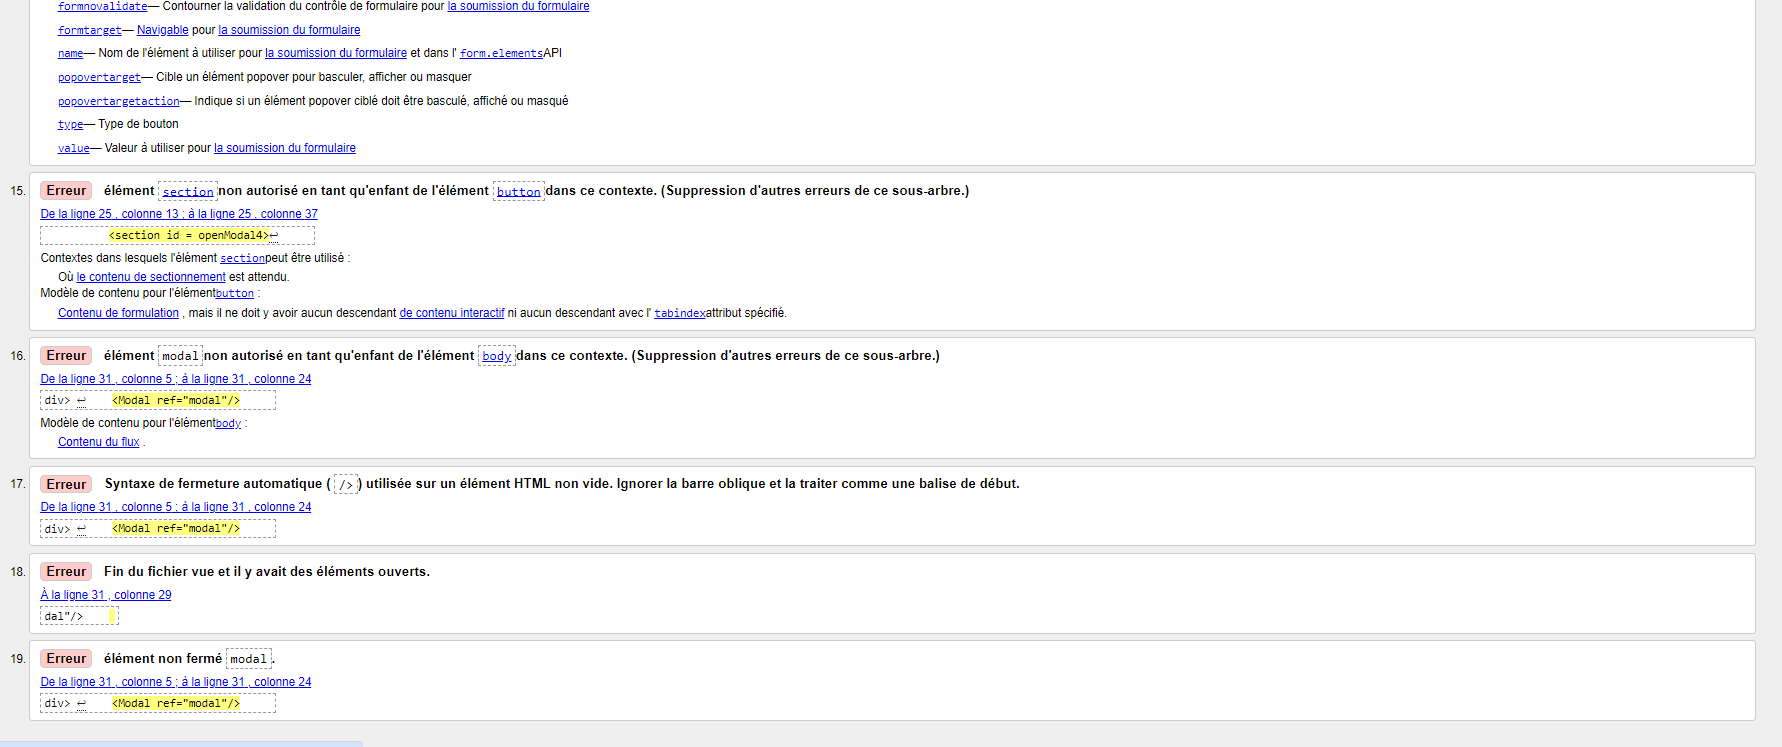 formnovalidate— Contourner la validation du contrôle de formulaire pour la soumission du formulaire
formtarget— Navigable pour la soumission du formulaire
name— Nom de l'élément à utiliser pour la soumission du formulaire et dans l' form.elementsAPI
popovertarget— Cible un élément popover pour basculer, afficher ou masquer
popovertargetaction— Indique si un élément popover ciblé doit être basculé, affiché ou masqué
type— Type de bouton
value— Valeur à utiliser pour la soumission du formulaire
15. Erreur élément section non autorisé en tant qu'enfant de l'élément button dans ce contexte. (Suppression d'autres erreurs de ce sous-arbre.)
De la ligne 25 , colonne 13 ; à la ligne 25 , colonne 37
<section id = openModal4>↩
Contextes dans lesquels l'élément sectionpeut être utilisé :
Où le contenu de sectionnement est attendu.
Modèle de contenu pour l'élémentbutton :
Contenu de formulation , mais il ne doit y avoir aucun descendant de contenu interactif ni aucun descendant avec l' tabindexattribut spécifié.
16. Erreur élément modal non autorisé en tant qu'enfant de l'élément body dans ce contexte. (Suppression d'autres erreurs de ce sous-arbre.)
De la ligne 31 , colonne 5 ; à la ligne 31 , colonne 24
div> ↩ <Modal ref="modal"/>
Modèle de contenu pour l'élémentbody :
Contenu du flux .
17. Erreur Syntaxe de fermeture automatique ( /> ) utilisée sur un élément HTML non vide. Ignorer la barre oblique et la traiter comme une balise de début.
De la ligne 31 , colonne 5 ; à la ligne 31 , colonne 24
div> ↩ <Modal ref="modal"/>
18. Erreur Fin du fichier vue et il y avait des éléments ouverts.
À la ligne 31 , colonne 29
dal"/>
19. Erreur élément non fermé modal .
De la ligne 31 , colonne 5 ; à la ligne 31 , colonne 24
div> ↩ <Modal ref="modal"/>